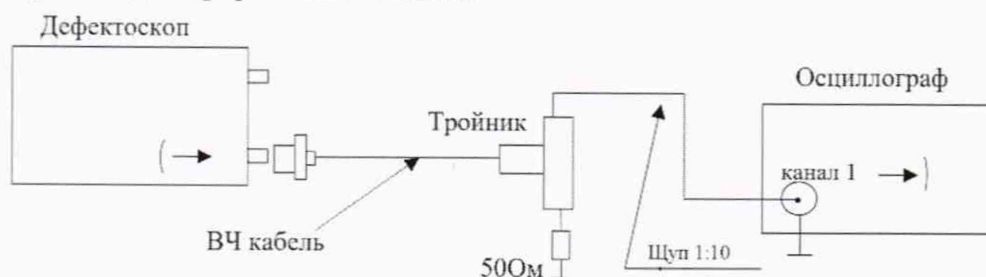 Дефектоскоп
Осциллограф
Тройник
канал 1
ВЧ кабель
Щуп 1:10
50Ом